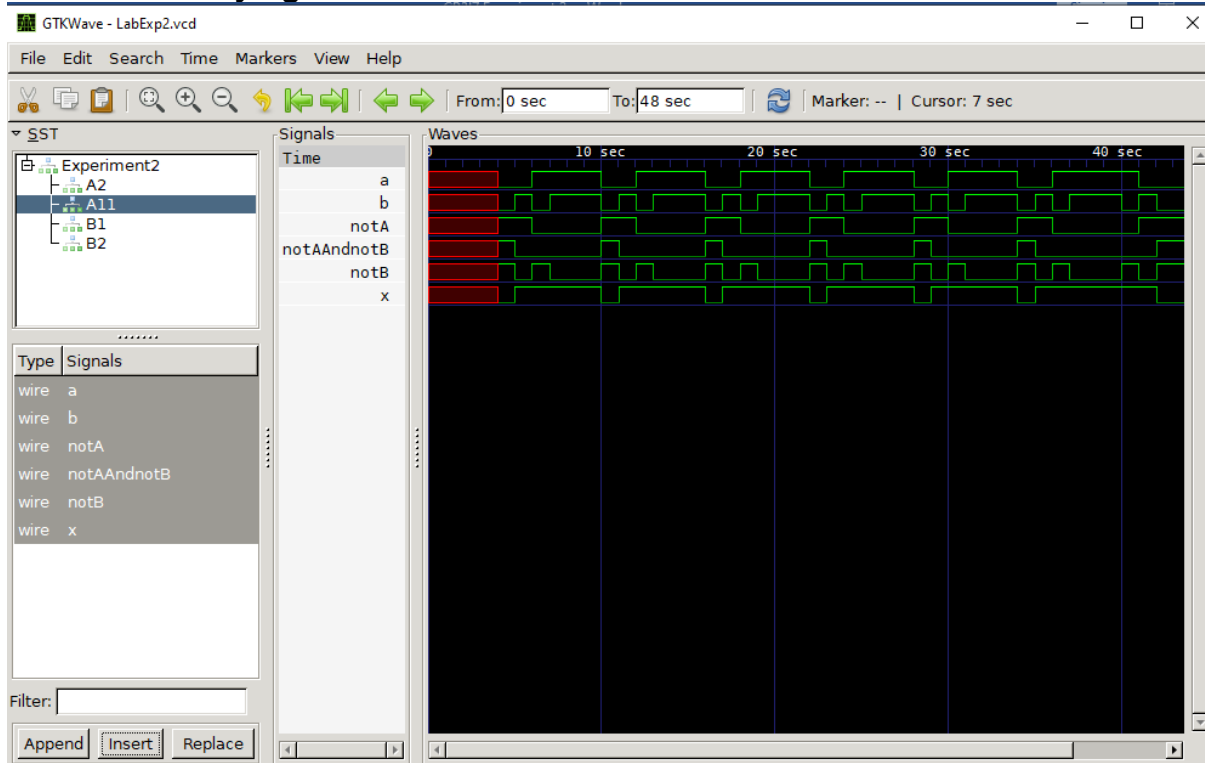 GTKWave - LabExp2.vcd
File Edit Search Time Markers View Help
From: 0 sec To: 48 sec Marker: -- | Cursor: 7 sec
SST
Experiment2
A2
A11
B1
B2
Type Signals
wire a
wire b
wire notA
wire notAAndnotB
wire notB
wire x
Filter:
Append Insert Replace
Signals
Time
a
b
notA
notAAndnotB
notB
x
Waves
0 10 sec 20 sec 30 sec 40 sec